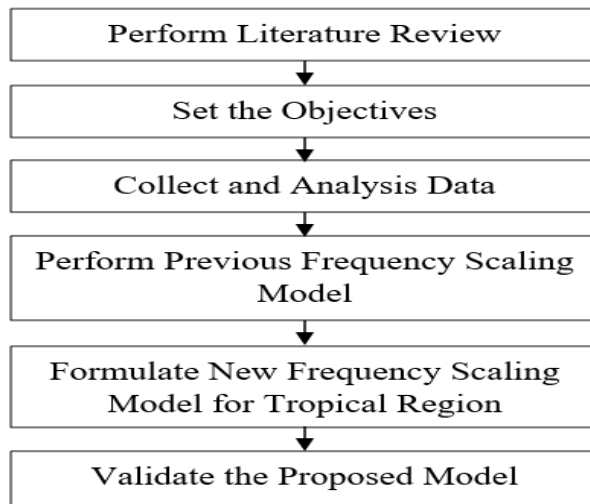 Perform Literature Review
Set the Objectives
Collect and Analysis Data
Perform Previous Frequency Scaling
Model
Formulate New Frequency Scaling
Model for Tropical Region
Validate the Proposed Model